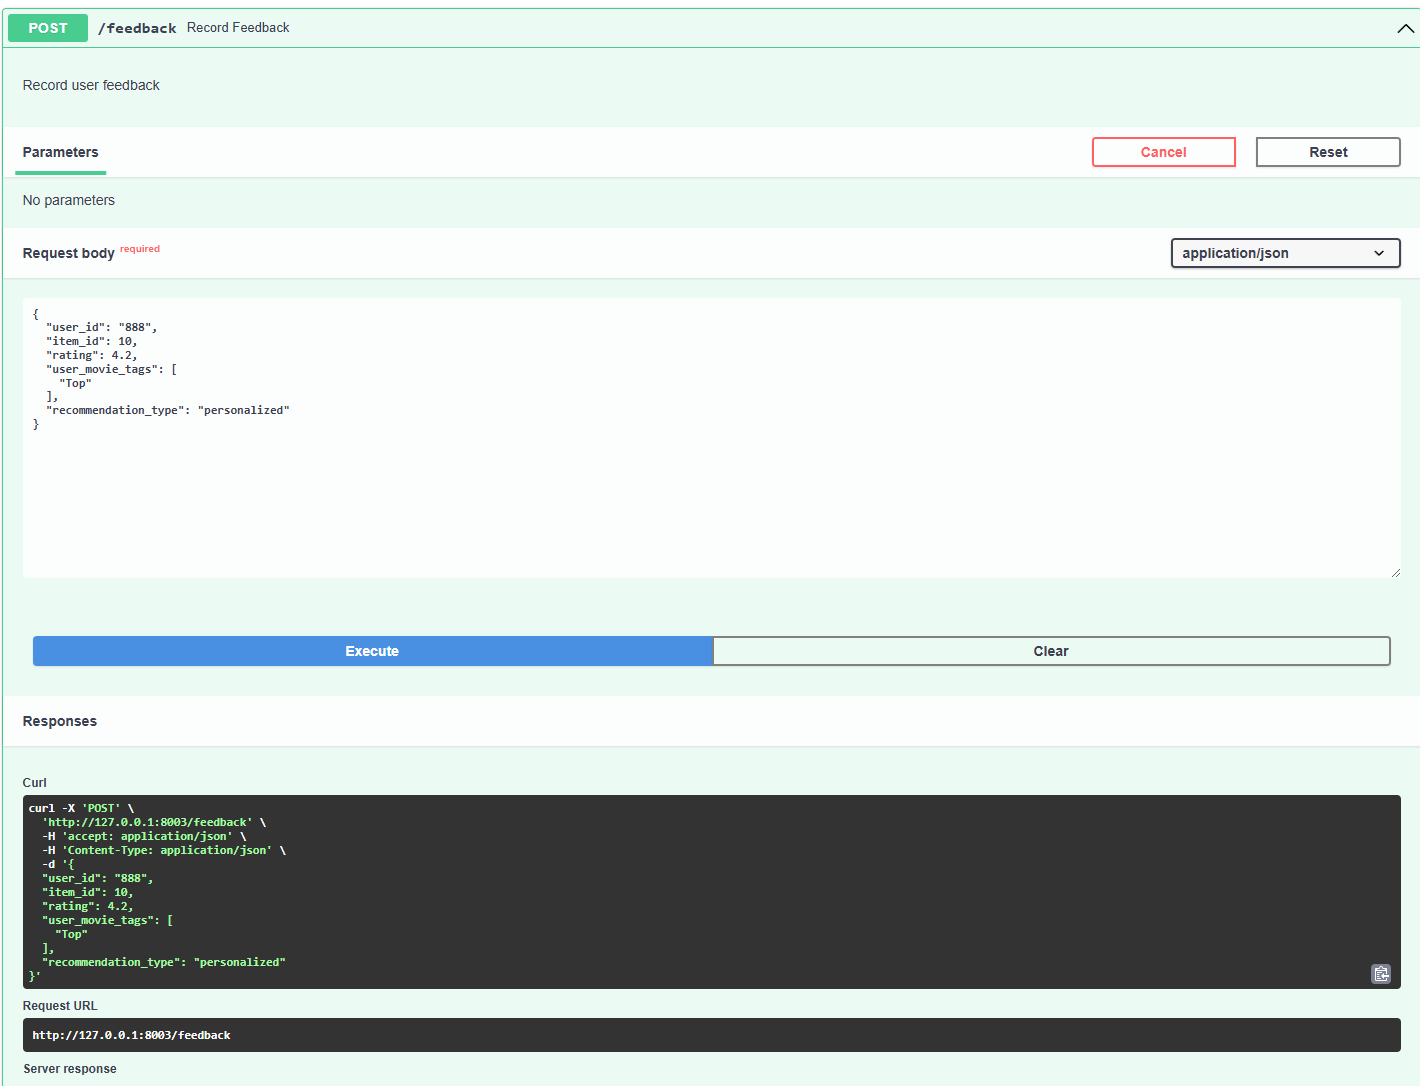 POST /feedback Record Feedback
Record user feedback
Parameters Cancel Reset
No parameters
Request body required application/json
{
  "user_id": "888",
  "item_id": 10,
  "rating": 4.2,
  "user_movie_tags": [
    "Top"
  ],
  "recommendation_type": "personalized"
}
Execute Clear
Responses
Curl
curl -X 'POST' \
  'http://127.0.0.1:8003/feedback' \
  -H 'accept: application/json' \
  -H 'Content-Type: application/json' \
  -d '{
  "user_id": "888",
  "item_id": 10,
  "rating": 4.2,
  "user_movie_tags": [
    "Top"
  ],
  "recommendation_type": "personalized"
}'
Request URL
http://127.0.0.1:8003/feedback
Server response